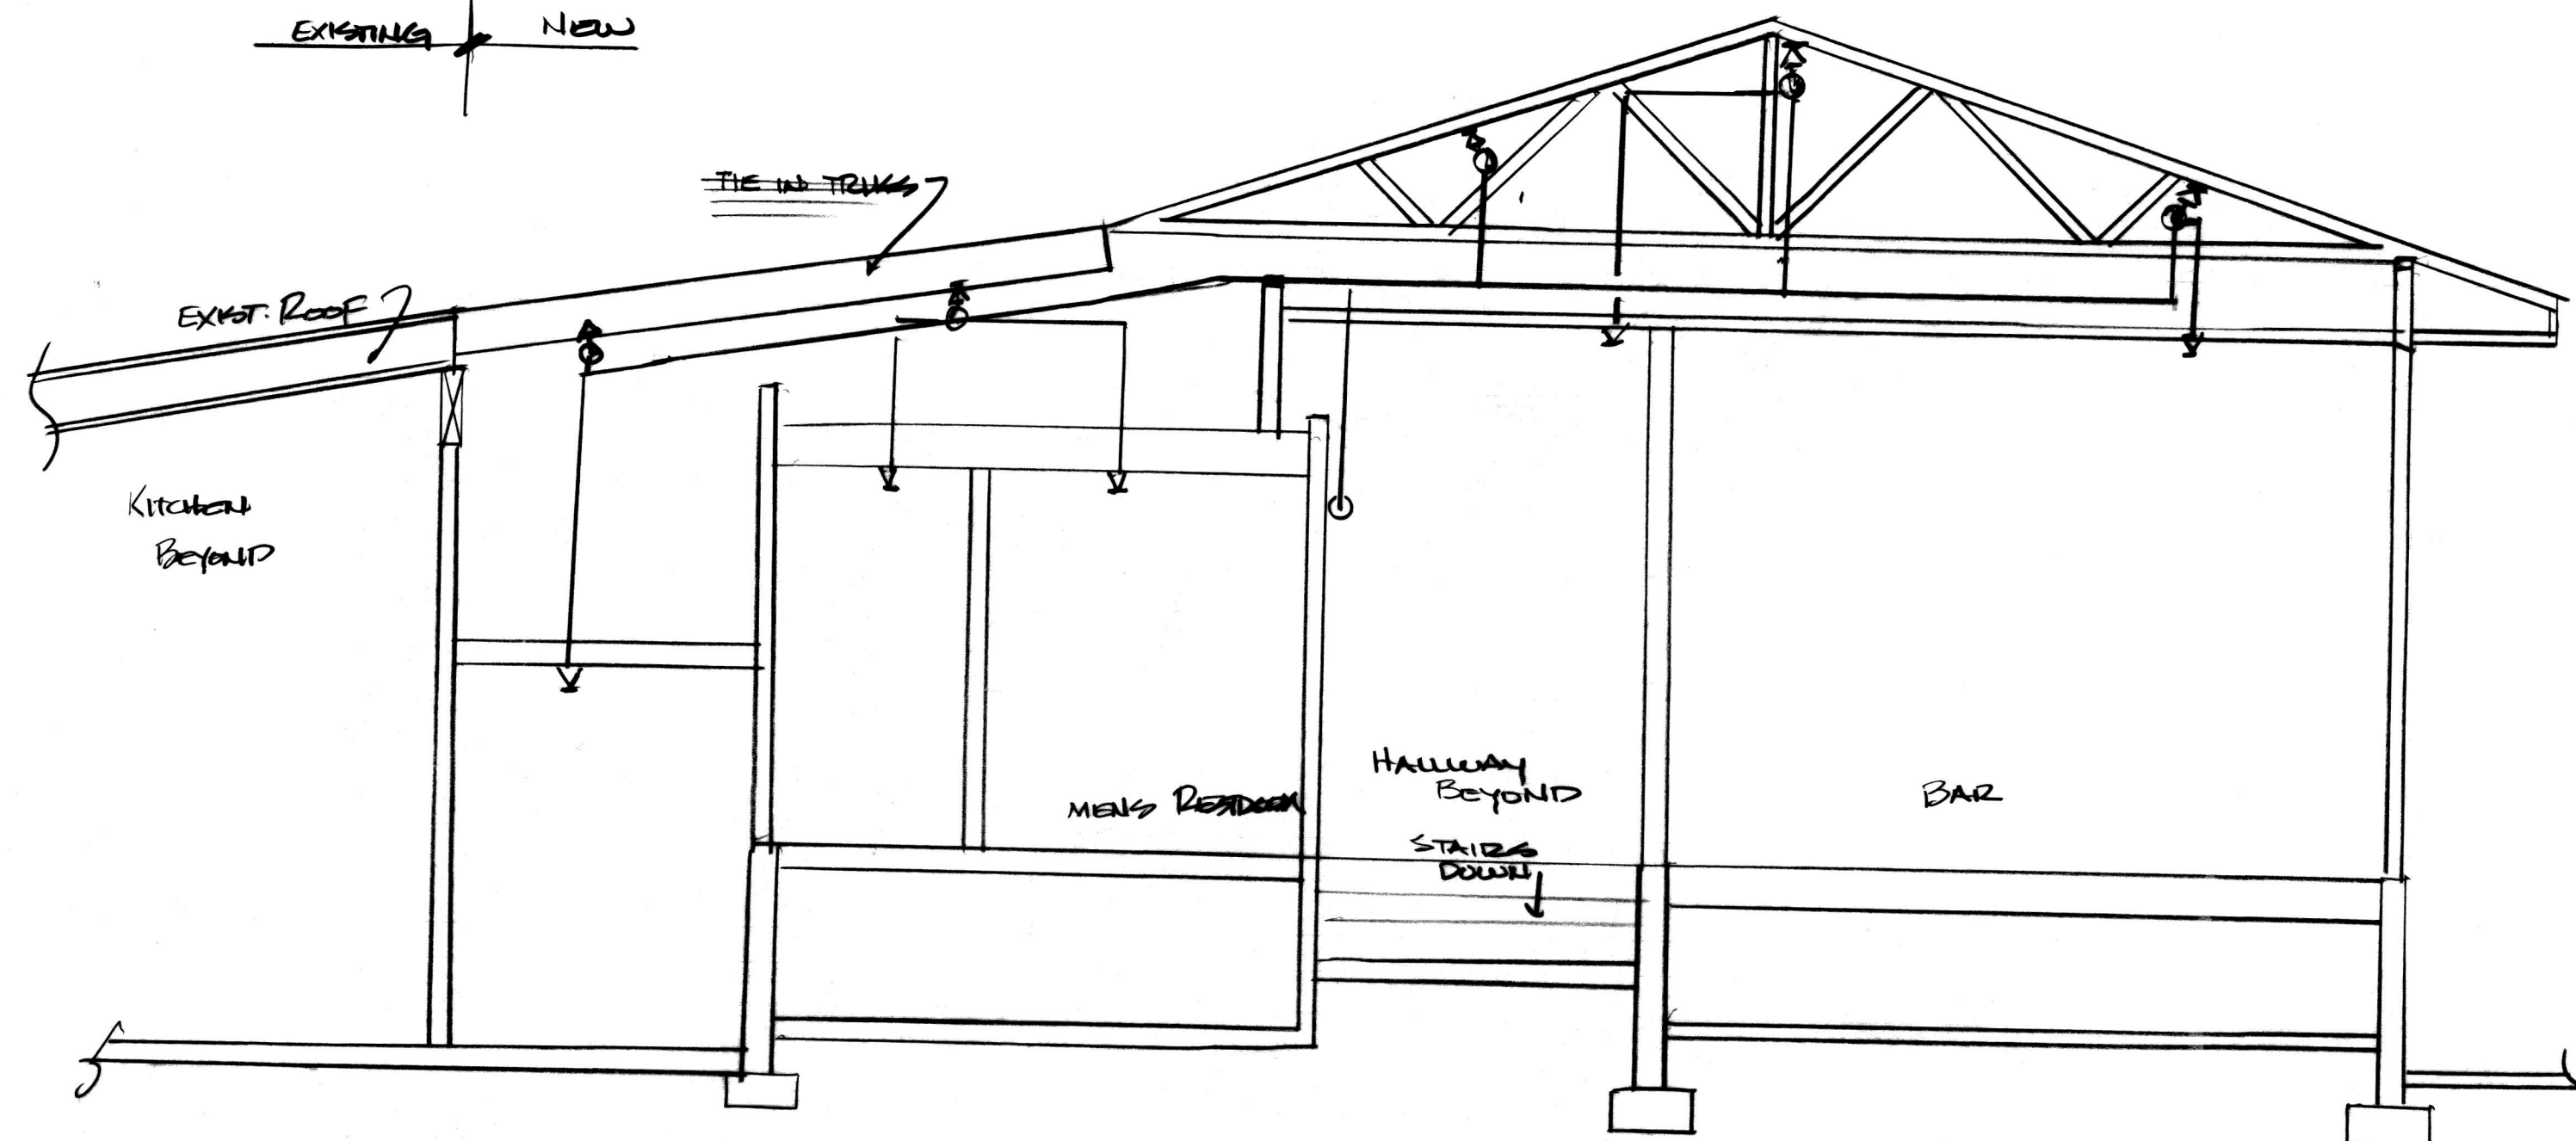 EXISTING NEW
TIE IN TRUSS
EXIST. ROOF
KITCHEN
BEYOND
MENS RESTROOM
HALLWAY
BEYOND
STAIRS
DOWN
BAR